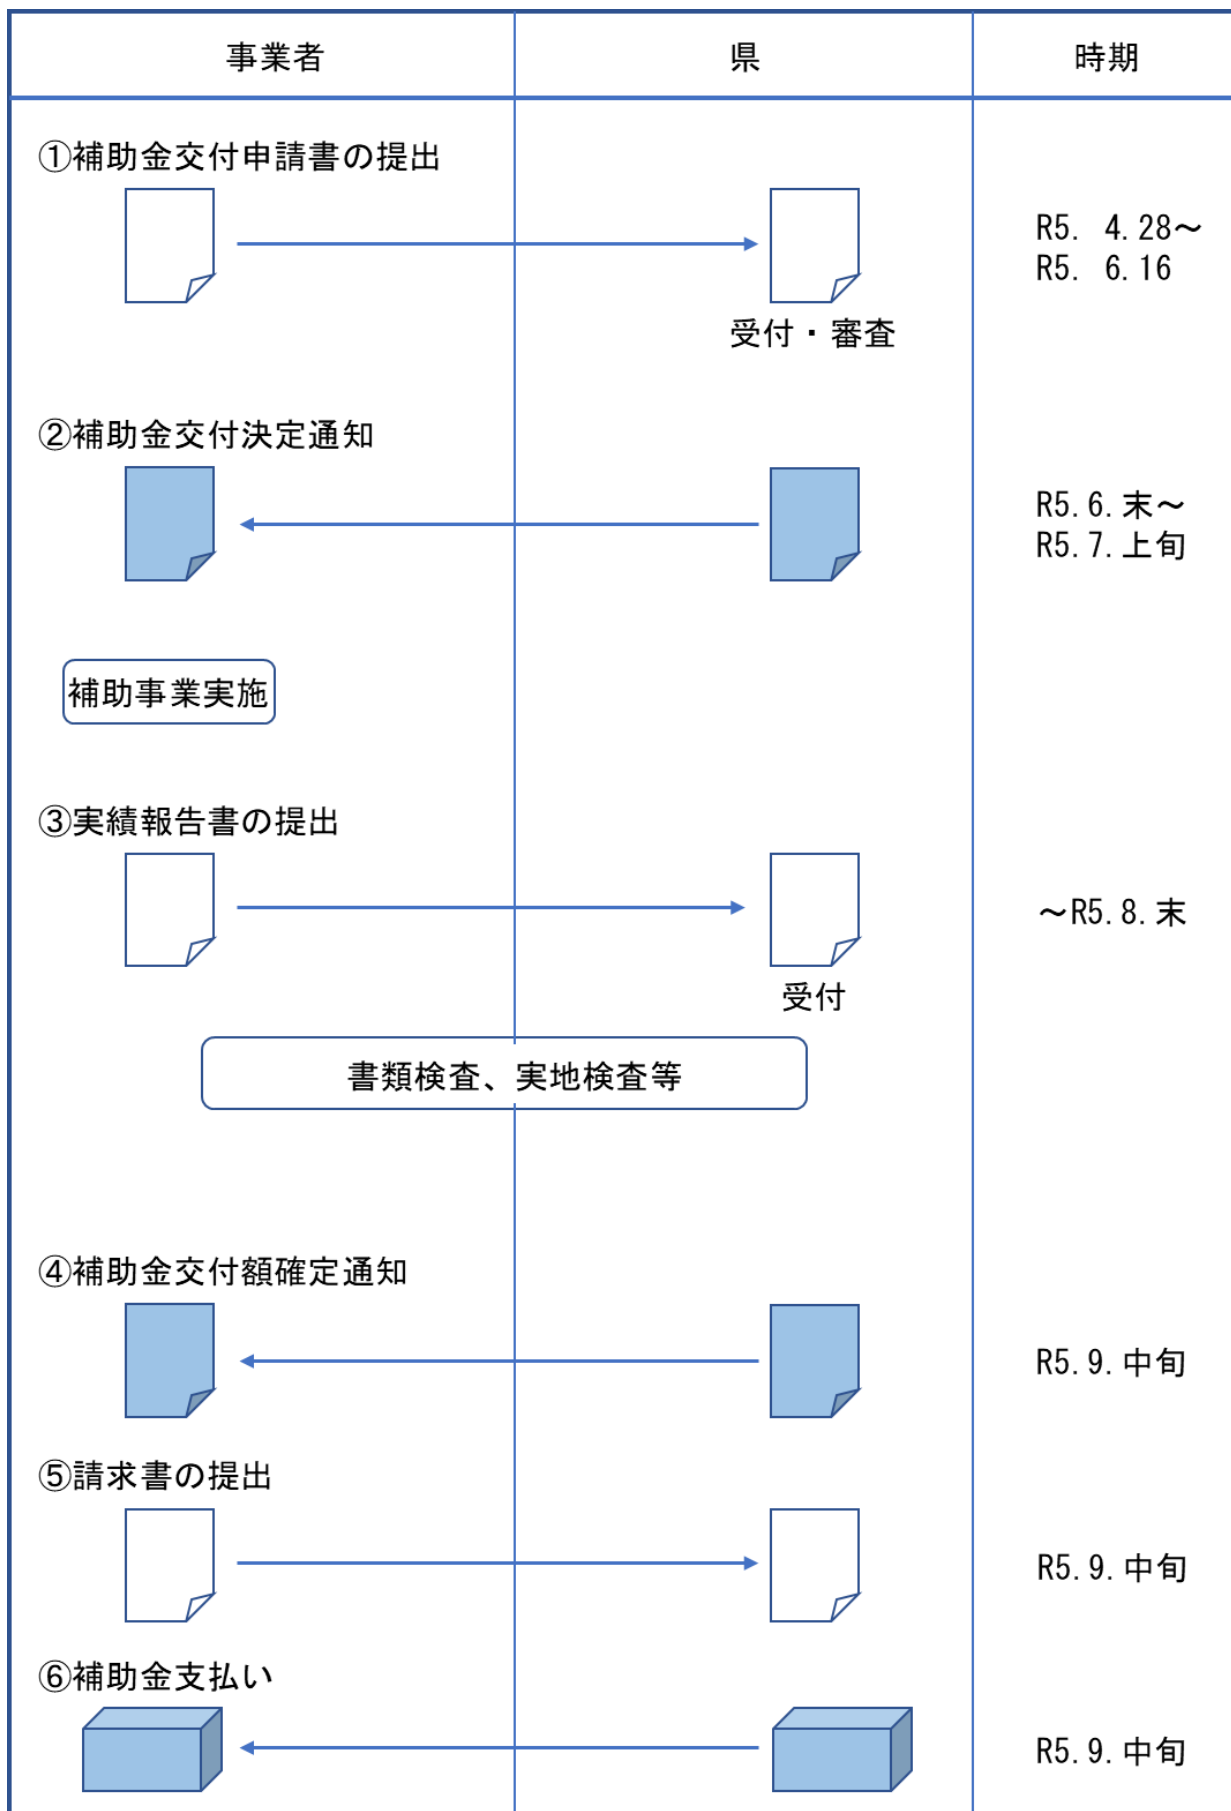 事業者
県
時期
①補助金交付申請書の提出
R5. 4.28～
R5. 6.16
受付・審査
②補助金交付決定通知
R5.6.末～
R5.7.上旬
補助事業実施
③実績報告書の提出
～R5.8.末
受付
書類検査、実地検査等
④補助金交付額確定通知
R5.9.中旬
⑤請求書の提出
R5.9.中旬
⑥補助金支払い
R5.9.中旬